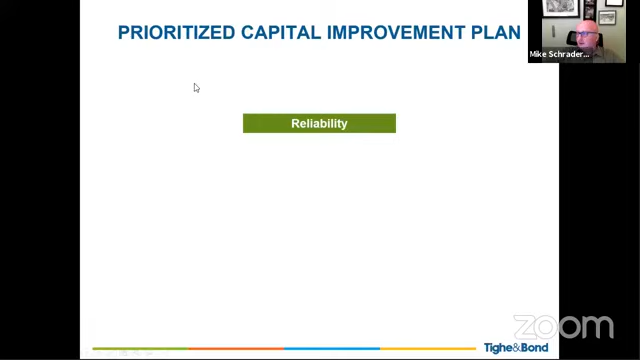 PRIORITIZED CAPITAL IMPROVEMENT PLAN
Mike Schrader...
Reliability
Tighe&Bond
zoom